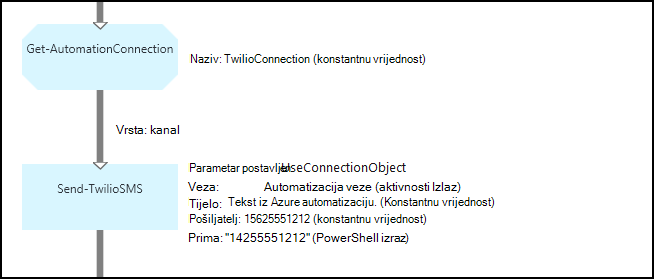 Get-AutomationConnection
Naziv: TwilioConnection (konstantnu vrijednost)
Vrsta: kanal
Send-TwilioSMS
Parametar postavljen UseConnectionObject
Veza: Automatizacija veze (aktivnosti Izlaz)
Tijelo: Tekst iz Azure automatizaciju. (Konstantnu vrijednost)
Pošiljatelj: 15625551212 (konstantnu vrijednost)
Prima: "14255551212" (PowerShell izraz)